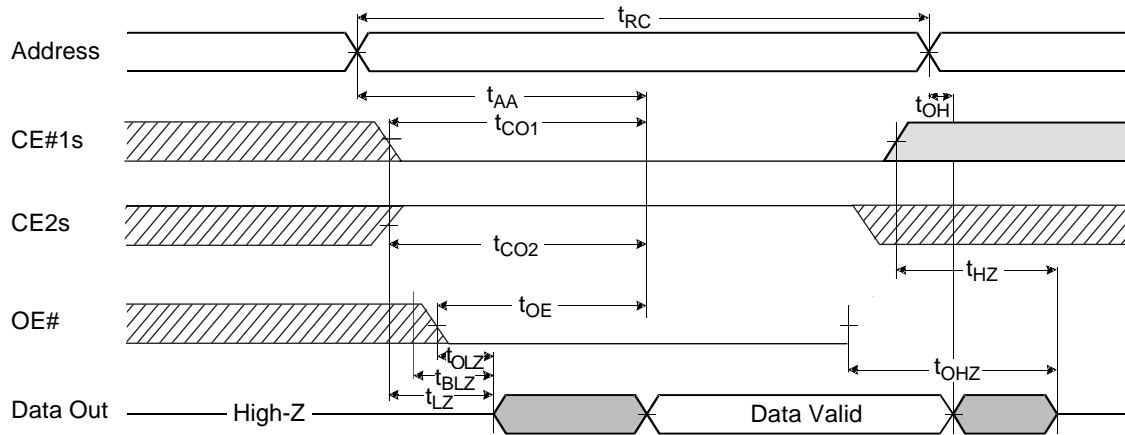 tRC
Address
tAA
tOH
tCO1
CE#1s
CE2s
tCO2
tHZ
tOE
OE#
tOLZ
tOHZ
tBLZ
tLZ
Data Out High-Z Data Valid